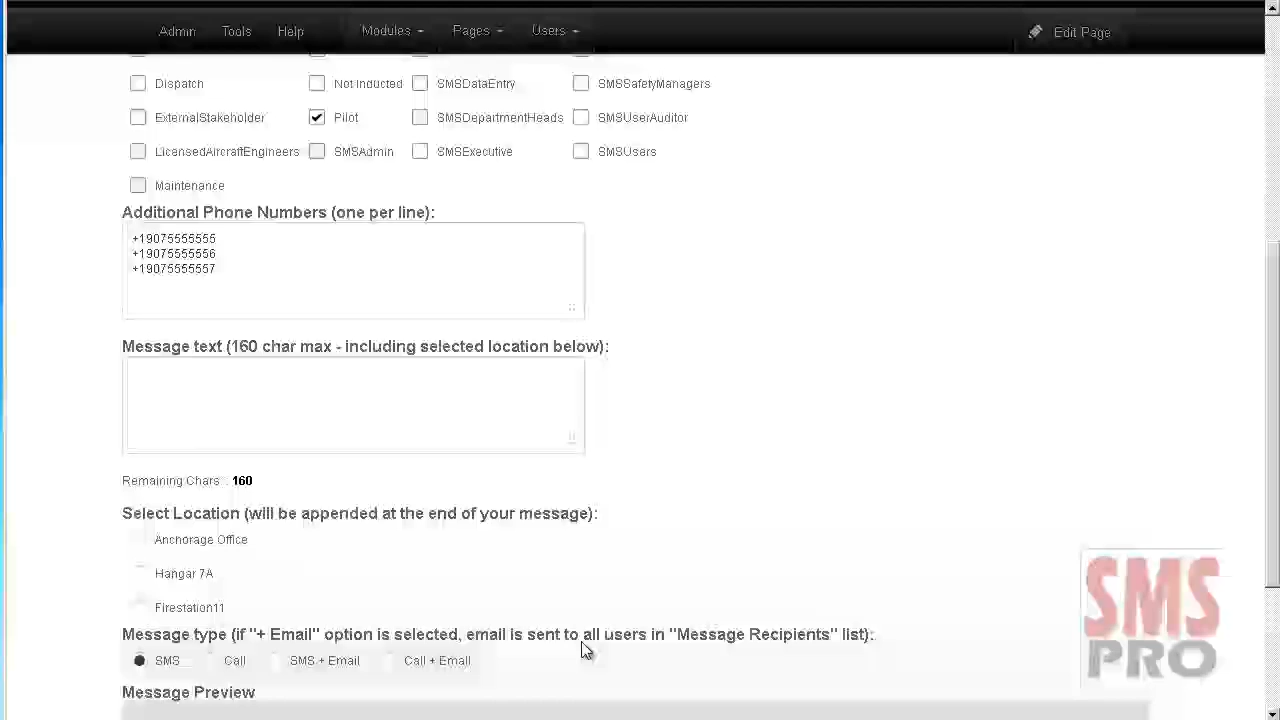 Admin Tools Help Modules Pages Users Edit Page
Dispatch Not Inducted SMSDataEntry SMSSafetyManagers
ExternalStakeholder Pilot SMSDepartmentHeads SMSUserAuditor
LicensedAircraftEngineers SMSAdmin SMSExecutive SMSUsers
Maintenance
Additional Phone Numbers (one per line):
+19075555555
+19075555556
+19075555557
Message text (160 char max - including selected location below):
Remaining Chars : 160
Select Location (will be appended at the end of your message):
Anchorage Office
Hangar 7A
Firestation11
Message type (if "+ Email" option is selected, email is sent to all users in "Message Recipients" list):
SMS Call SMS + Email Call + Email
Message Preview
SMS
PRO